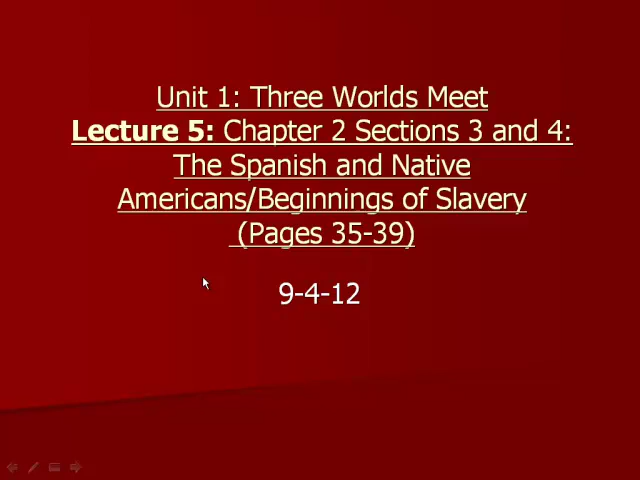 Unit 1: Three Worlds Meet
Lecture 5: Chapter 2 Sections 3 and 4:
The Spanish and Native
Americans/Beginnings of Slavery
(Pages 35-39)
9-4-12